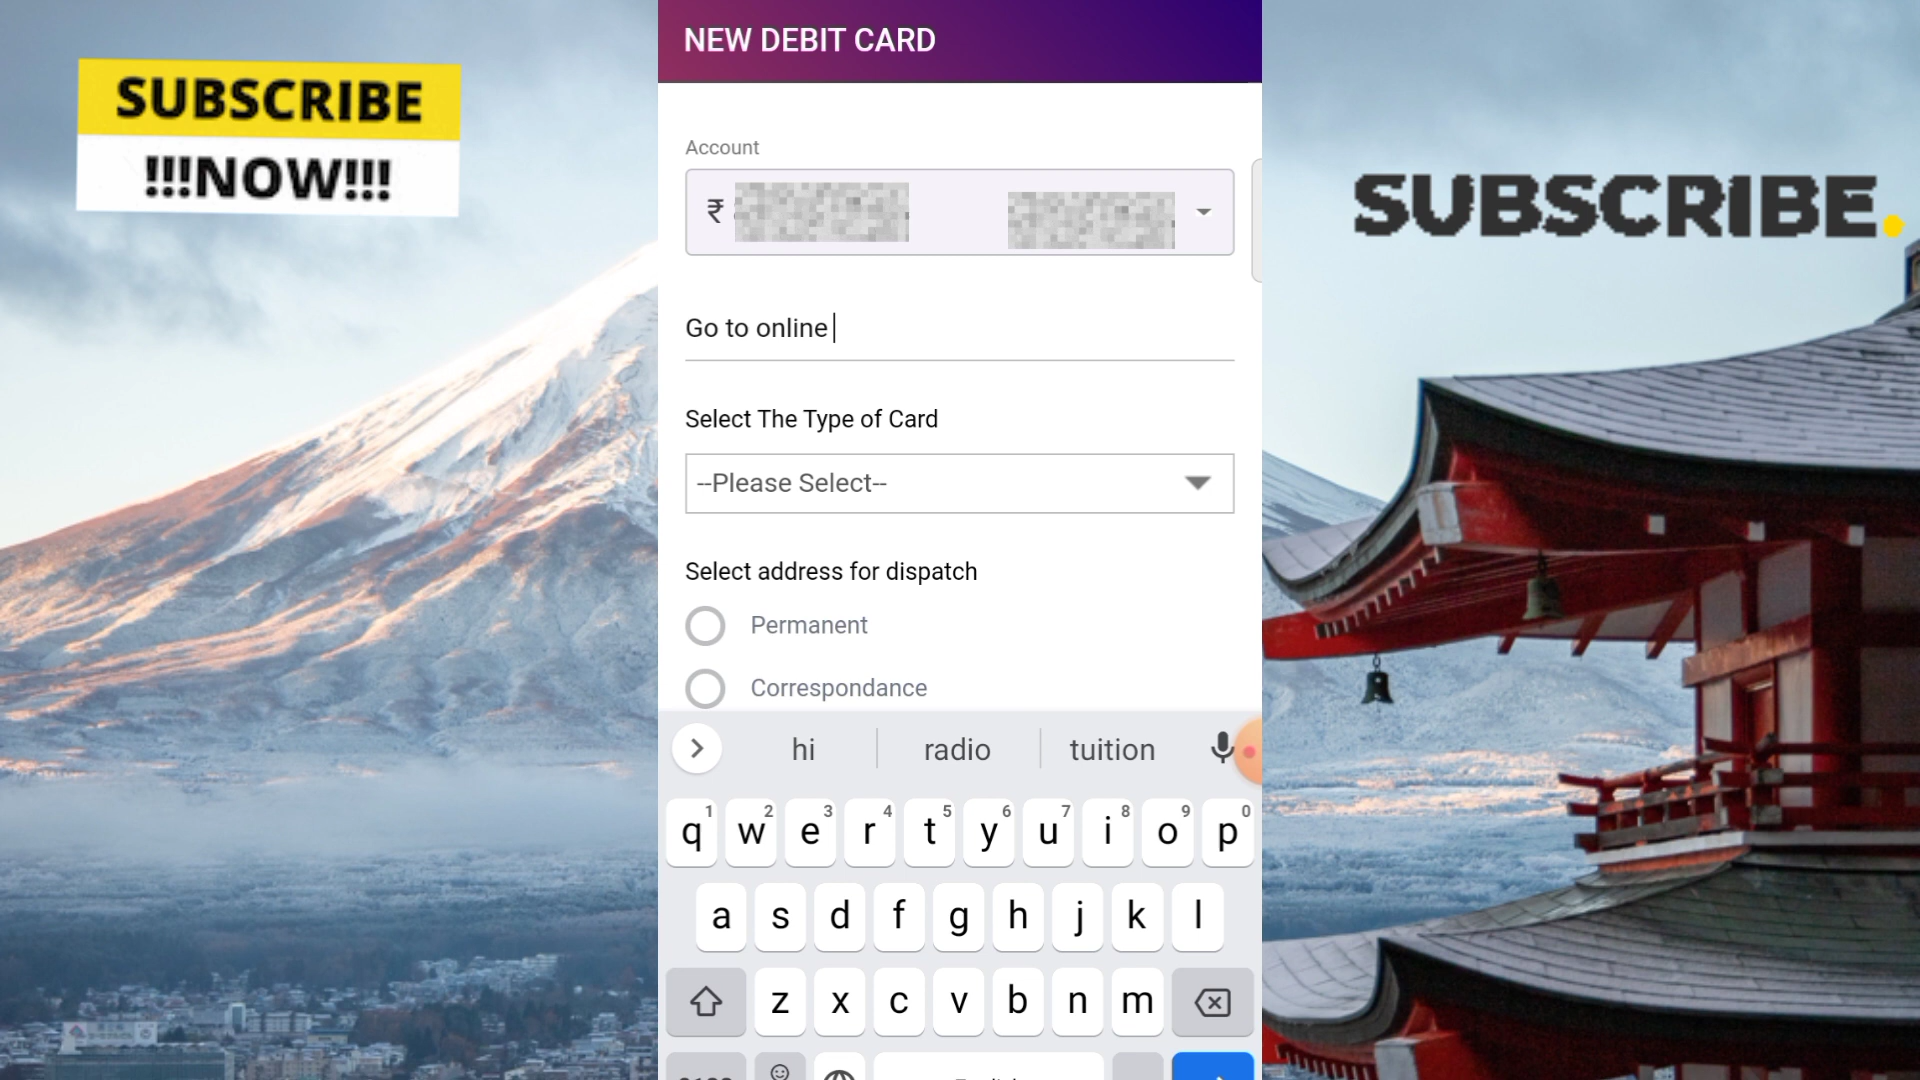 SUBSCRIBE
!!!NOW!!!
SUBSCRIBE.
NEW DEBIT CARD
Account
₹
Go to online
Select The Type of Card
--Please Select--
Select address for dispatch
Permanent
Correspondance
hi radio tuition
1 2 3 4 5 6 7 8 9 0
q w e r t y u i o p
a s d f g h j k l
z x c v b n m